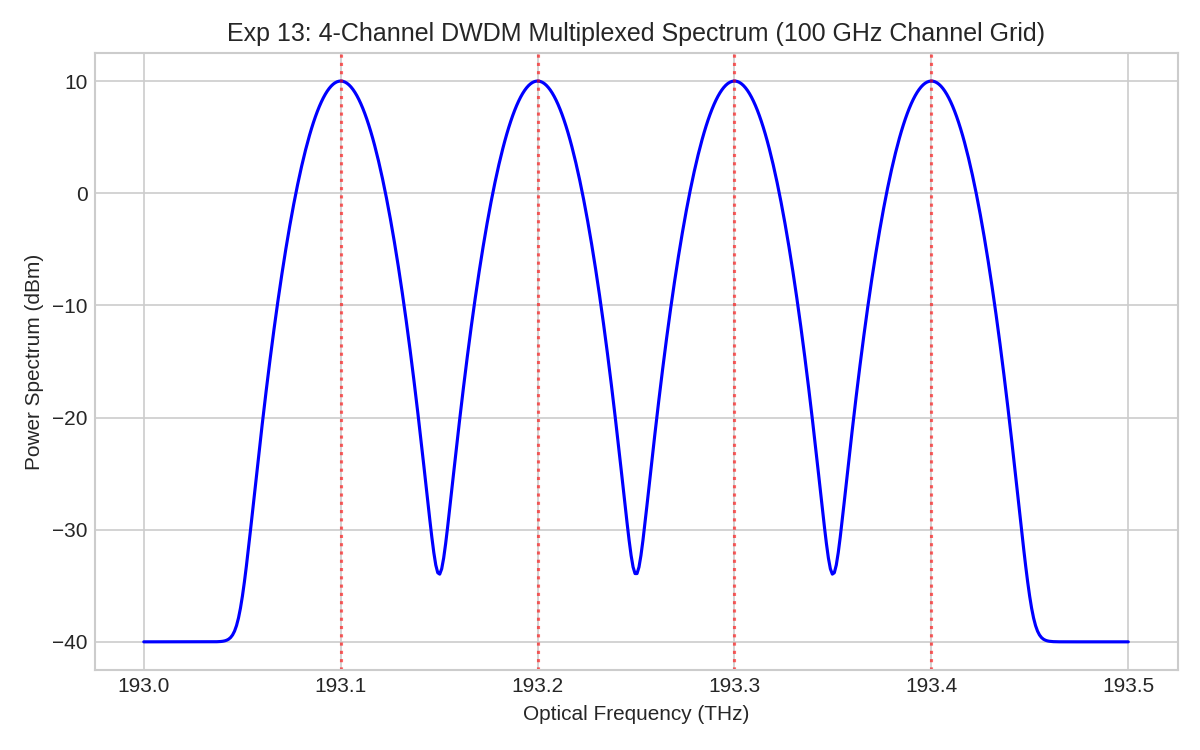 Exp 13: 4-Channel DWDM Multiplexed Spectrum (100 GHz Channel Grid)
Power Spectrum (dBm)
10
0
−10
−20
−30
−40
193.0 193.1 193.2 193.3 193.4 193.5
Optical Frequency (THz)